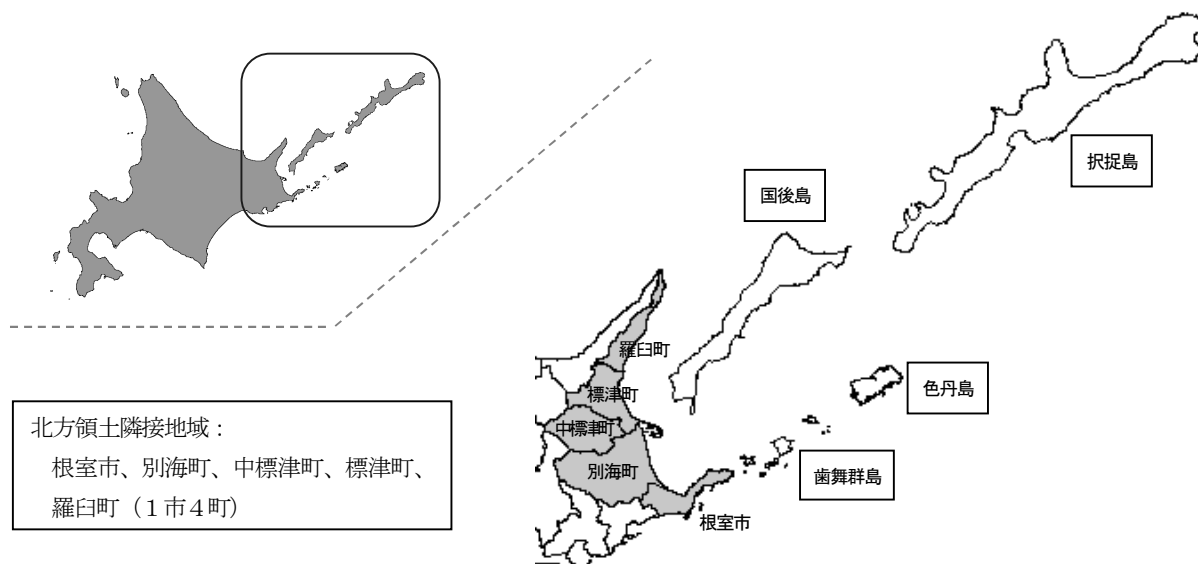 択捉島
国後島
羅臼町
標津町
色丹島
中標津町
北方領土隣接地域：
根室市、別海町、中標津町、標津町、
羅臼町（１市４町）
別海町
歯舞群島
根室市